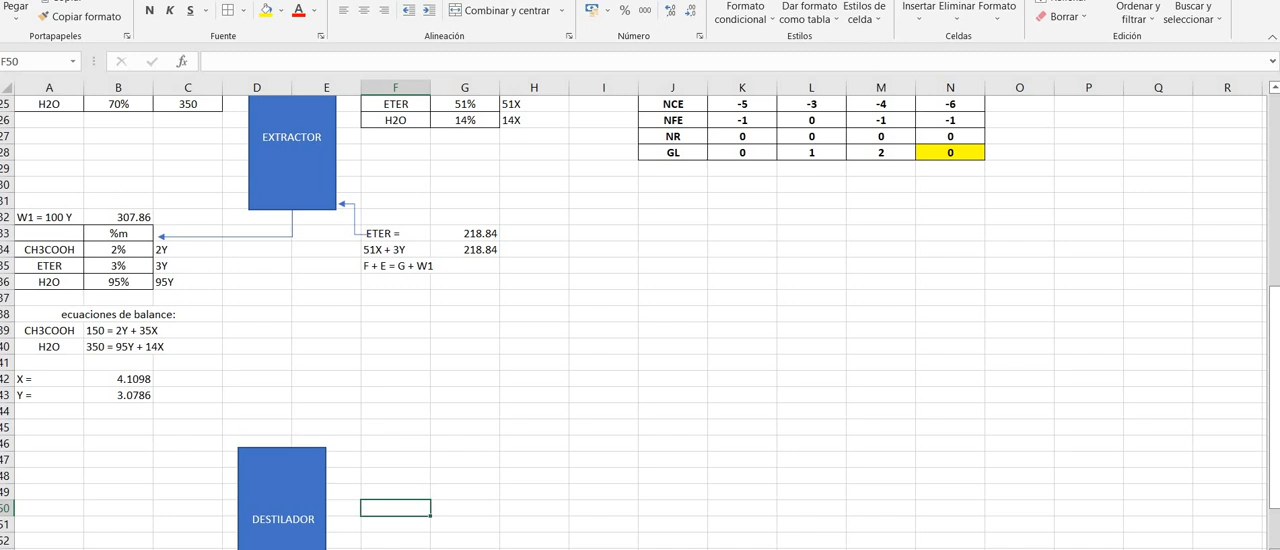 Pegar
Copiar formato
N K S
Combinar y centrar
% 000
Formato condicional
Dar formato como tabla
Estilos de celda
Insertar Eliminar Formato
Borrar
Ordenar y filtrar
Buscar y seleccionar
Portapapeles Fuente Alineación Número Estilos Celdas Edición
F50 fx
A B C D E F G H I J K L M N O P Q R
25 H2O 70% 350 ETER 51% 51X NCE -5 -3 -4 -6
26 H2O 14% 14X NFE -1 0 -1 -1
27 NR 0 0 0 0
28 GL 0 1 2 0
29
30
31
32 W1 = 100 Y 307.86
33 %m ETER = 218.84
34 CH3COOH 2% 2Y 51X + 3Y 218.84
35 ETER 3% 3Y F + E = G + W1
36 H2O 95% 95Y
37
38 ecuaciones de balance:
39 CH3COOH 150 = 2Y + 35X
40 H2O 350 = 95Y + 14X
41
42 X = 4.1098
43 Y = 3.0786
44
45
46
47
48
49
50
51
52
EXTRACTOR
DESTILADOR